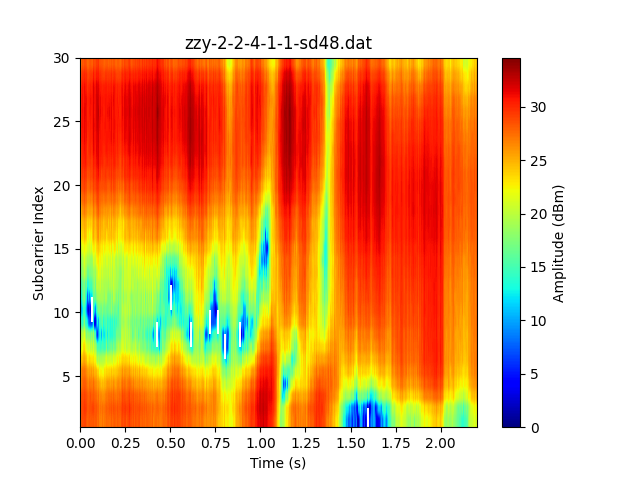 zzy-2-2-4-1-1-sd48.dat
30
25
20
15
10
5
Subcarrier Index
0.00 0.25 0.50 0.75 1.00 1.25 1.50 1.75 2.00
Time (s)
30
25
20
15
10
5
0
Amplitude (dBm)